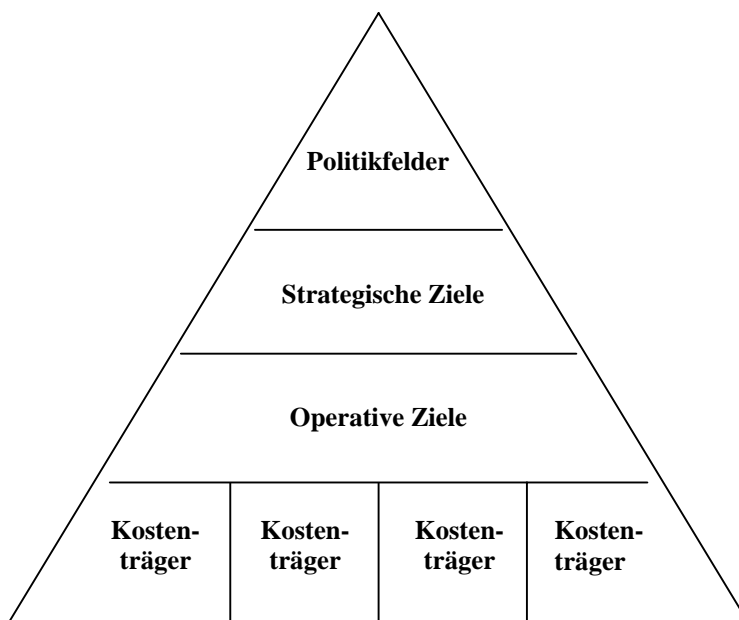 Politikfelder
Strategische Ziele
Operative Ziele
Kosten-
träger
Kosten-
träger
Kosten-
träger
Kosten-
träger